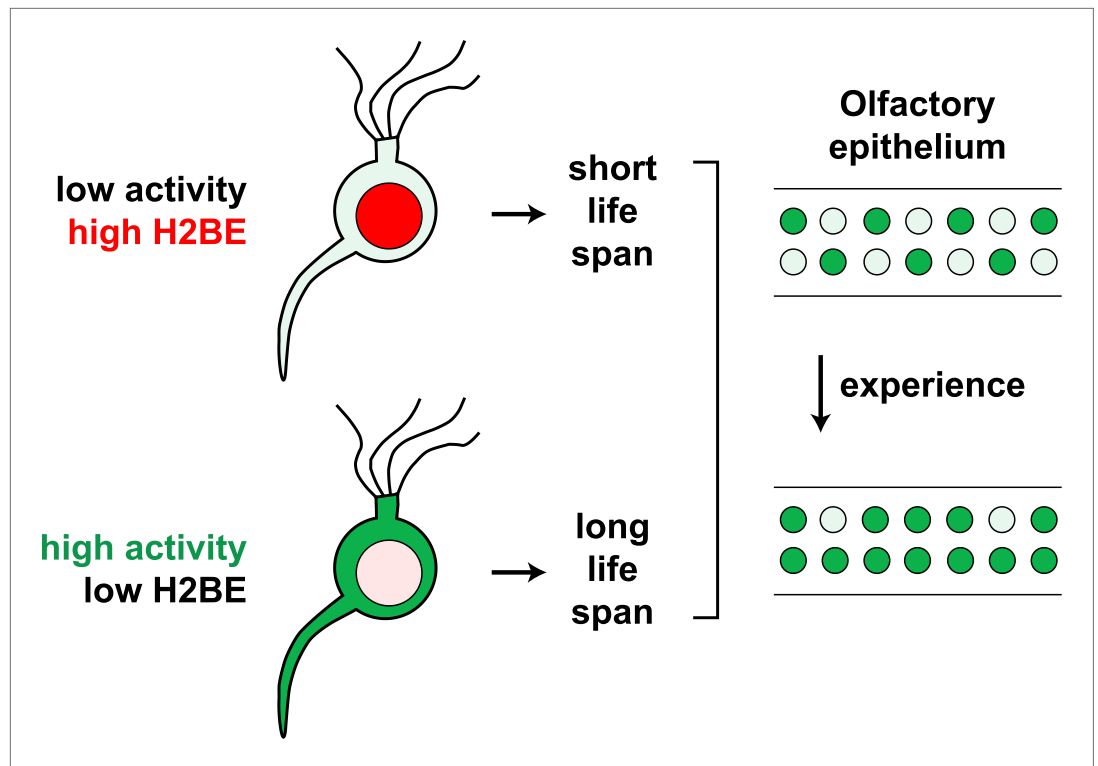 low activity
high H2BE
short
life
span
high activity
low H2BE
long
life
span
Olfactory
epithelium
experience